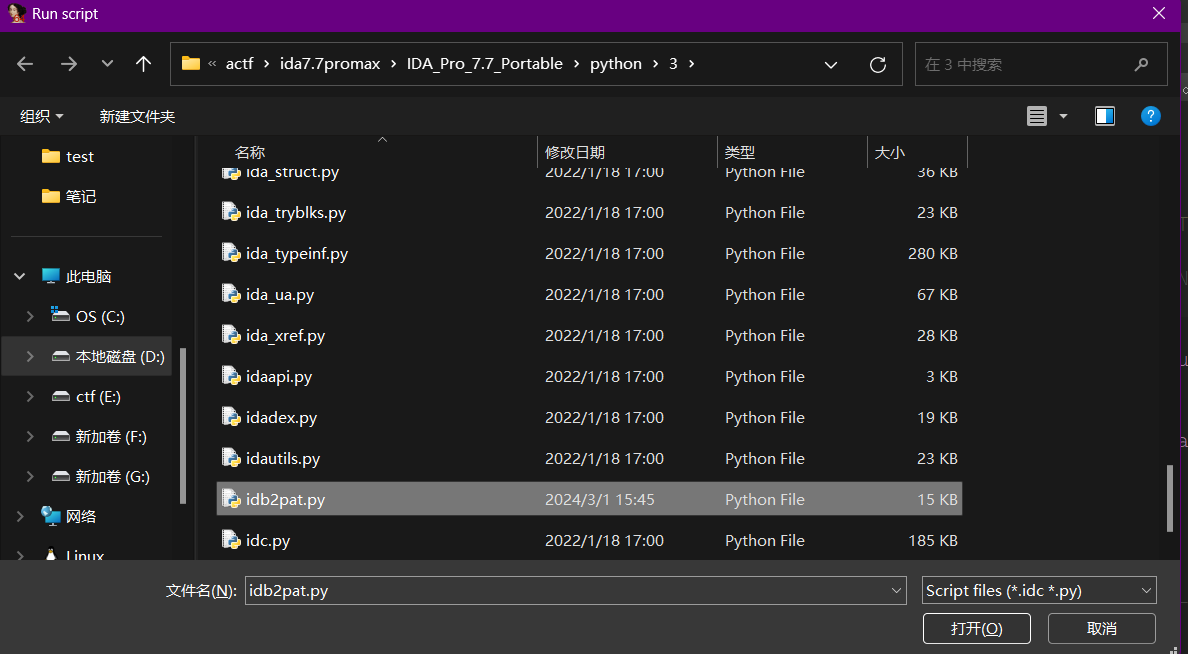 Run script
« actf › ida7.7promax › IDA_Pro_7.7_Portable › python › 3 ›
在 3 中搜索
组织 新建文件夹
test
笔记
此电脑
OS (C:)
本地磁盘 (D:)
ctf (E:)
新加卷 (F:)
新加卷 (G:)
网络
Linux
名称 修改日期 类型 大小
ida_struct.py 2022/1/18 17:00 Python File 36 KB
ida_tryblks.py 2022/1/18 17:00 Python File 23 KB
ida_typeinf.py 2022/1/18 17:00 Python File 280 KB
ida_ua.py 2022/1/18 17:00 Python File 67 KB
ida_xref.py 2022/1/18 17:00 Python File 28 KB
idaapi.py 2022/1/18 17:00 Python File 3 KB
idadex.py 2022/1/18 17:00 Python File 19 KB
idautils.py 2022/1/18 17:00 Python File 23 KB
idb2pat.py 2024/3/1 15:45 Python File 15 KB
idc.py 2022/1/18 17:00 Python File 185 KB
文件名(N): idb2pat.py Script files (*.idc *.py)
打开(O) 取消